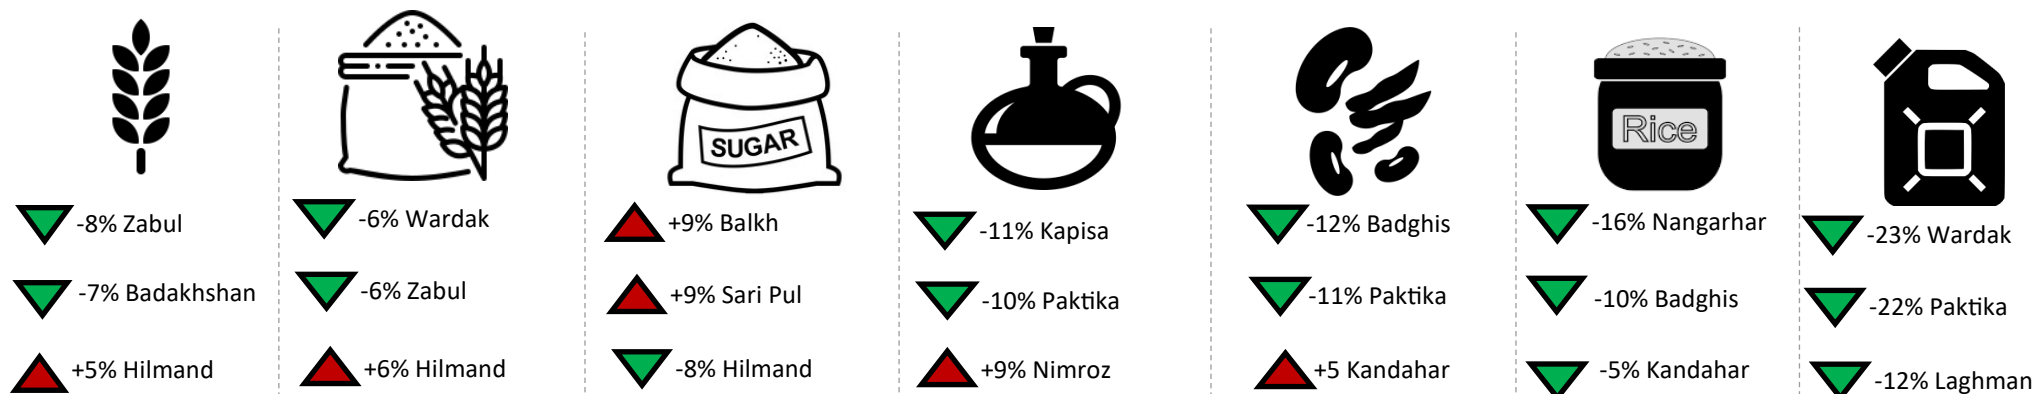 SUGAR
Rice
-8% Zabul
-7% Badakhshan
+5% Hilmand
-6% Wardak
-6% Zabul
+6% Hilmand
+9% Balkh
+9% Sari Pul
-8% Hilmand
-11% Kapisa
-10% Paktika
+9% Nimroz
-12% Badghis
-11% Paktika
+5 Kandahar
-16% Nangarhar
-10% Badghis
-5% Kandahar
-23% Wardak
-22% Paktika
-12% Laghman